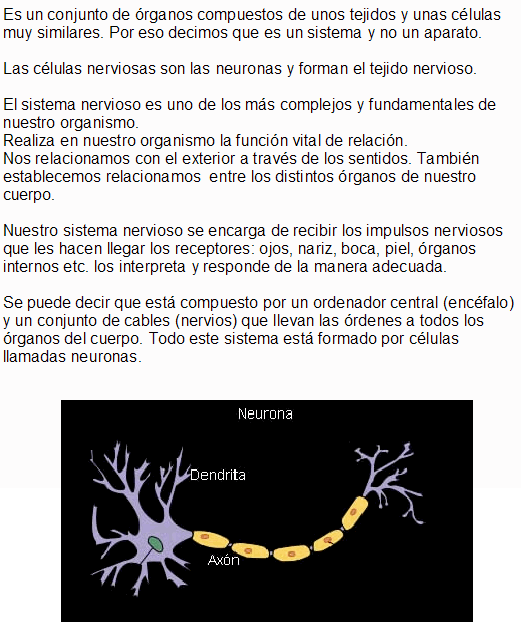 Es un conjunto de órganos compuestos de unos tejidos y unas células
muy similares. Por eso decimos que es un sistema y no un aparato.
Las células nerviosas son las neuronas y forman el tejido nervioso.
El sistema nervioso es uno de los más complejos y fundamentales de
nuestro organismo.
Realiza en nuestro organismo la función vital de relación.
Nos relacionamos con el exterior a través de los sentidos. También
establecemos relacionamos entre los distintos órganos de nuestro
cuerpo.
Nuestro sistema nervioso se encarga de recibir los impulsos nerviosos
que les hacen llegar los receptores: ojos, nariz, boca, piel, órganos
internos etc. los interpreta y responde de la manera adecuada.
Se puede decir que está compuesto por un ordenador central (encéfalo)
y un conjunto de cables (nervios) que llevan las órdenes a todos los
órganos del cuerpo. Todo este sistema está formado por células
llamadas neuronas.
Neurona
Dendrita
Axón